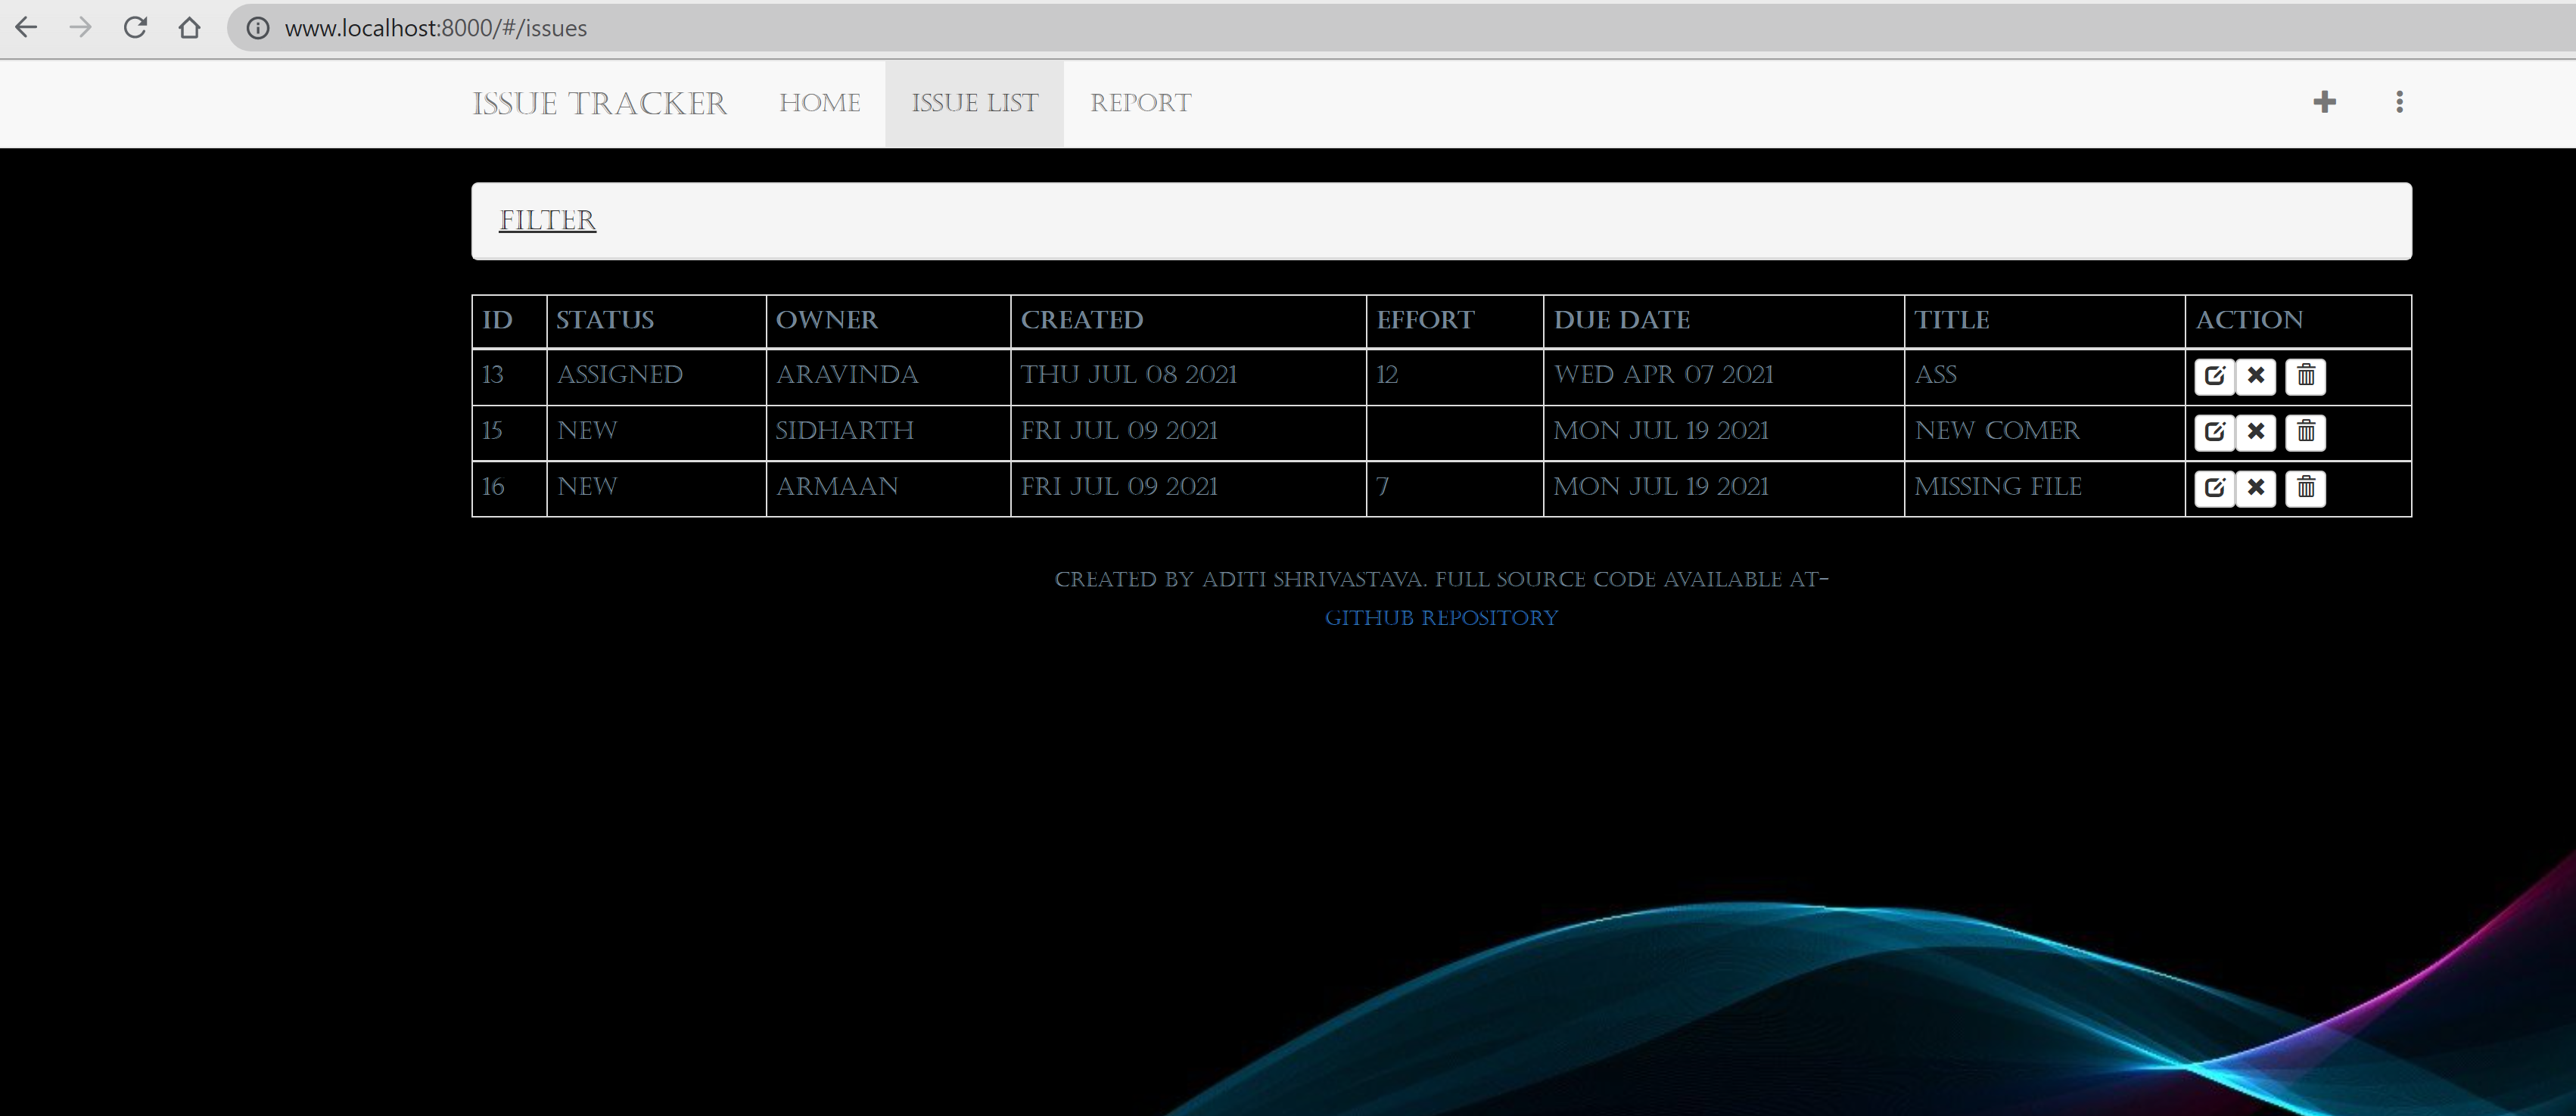 www.localhost:8000/#/issues
ISSUE TRACKER HOME ISSUE LIST REPORT
FILTER
ID STATUS OWNER CREATED EFFORT DUE DATE TITLE ACTION
13 ASSIGNED ARAVINDA THU JUL 08 2021 12 WED APR 07 2021 ASS
15 NEW SIDHARTH FRI JUL 09 2021 MON JUL 19 2021 NEW COMER
16 NEW ARMAAN FRI JUL 09 2021 7 MON JUL 19 2021 MISSING FILE
CREATED BY ADITI SHRIVASTAVA. FULL SOURCE CODE AVAILABLE AT-
GITHUB REPOSITORY